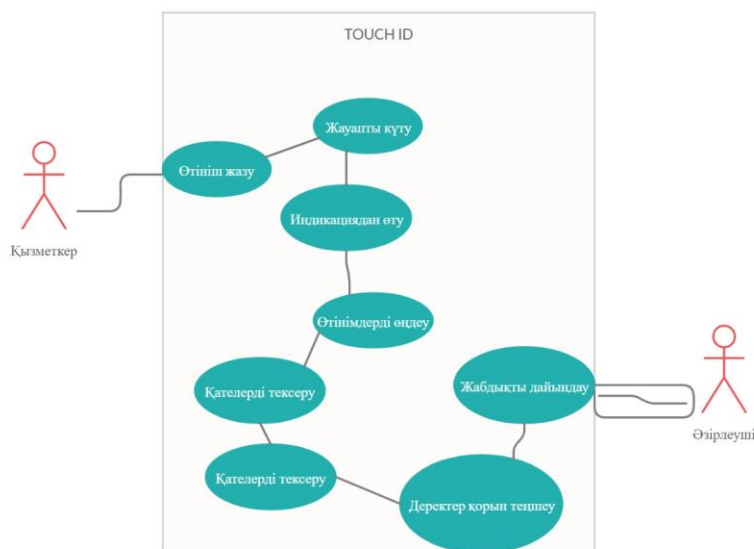 TOUCH ID
Жауапты күту
Өтініш жазу
Индикациядан өту
Қызметкер
Өтінімдерді өңдеу
Жабдықты дайындау
Қателерді тексеру
Әзірлеуші
Қателерді тексеру
Деректер қорын теңшеу